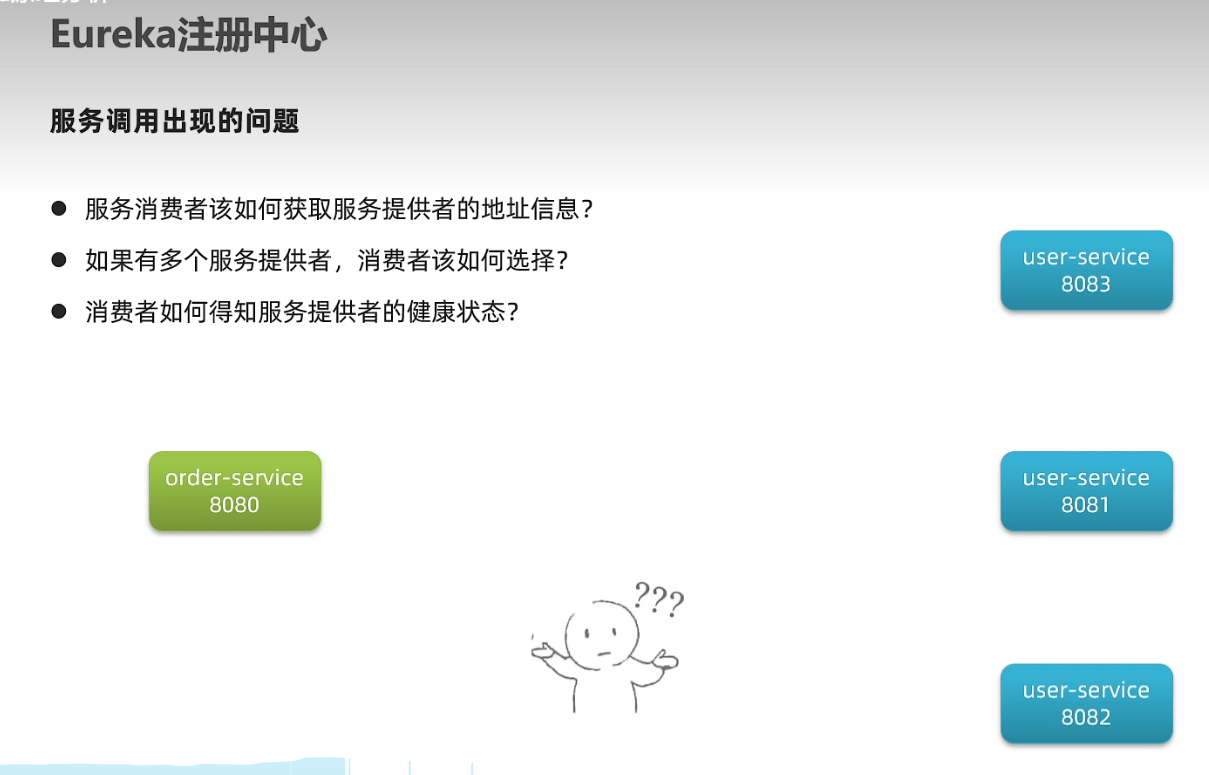 Eureka注册中心
服务调用出现的问题
服务消费者该如何获取服务提供者的地址信息？
如果有多个服务提供者，消费者该如何选择？
消费者如何得知服务提供者的健康状态？
user-service
8083
order-service
8080
user-service
8081
???
user-service
8082